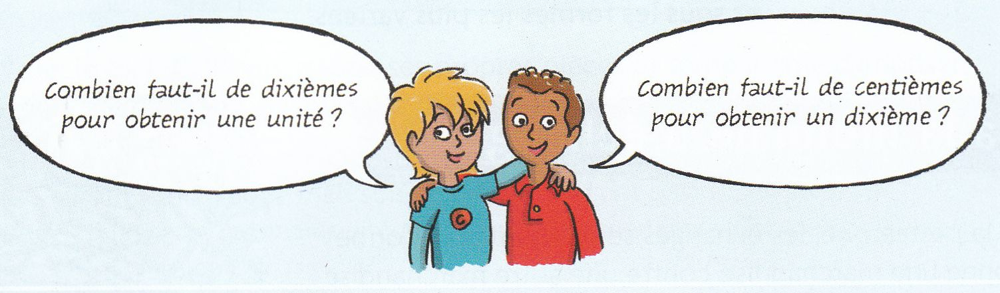 Combien faut-il de dixièmes
pour obtenir une unité ?
Combien faut-il de centièmes
pour obtenir un dixième ?
C